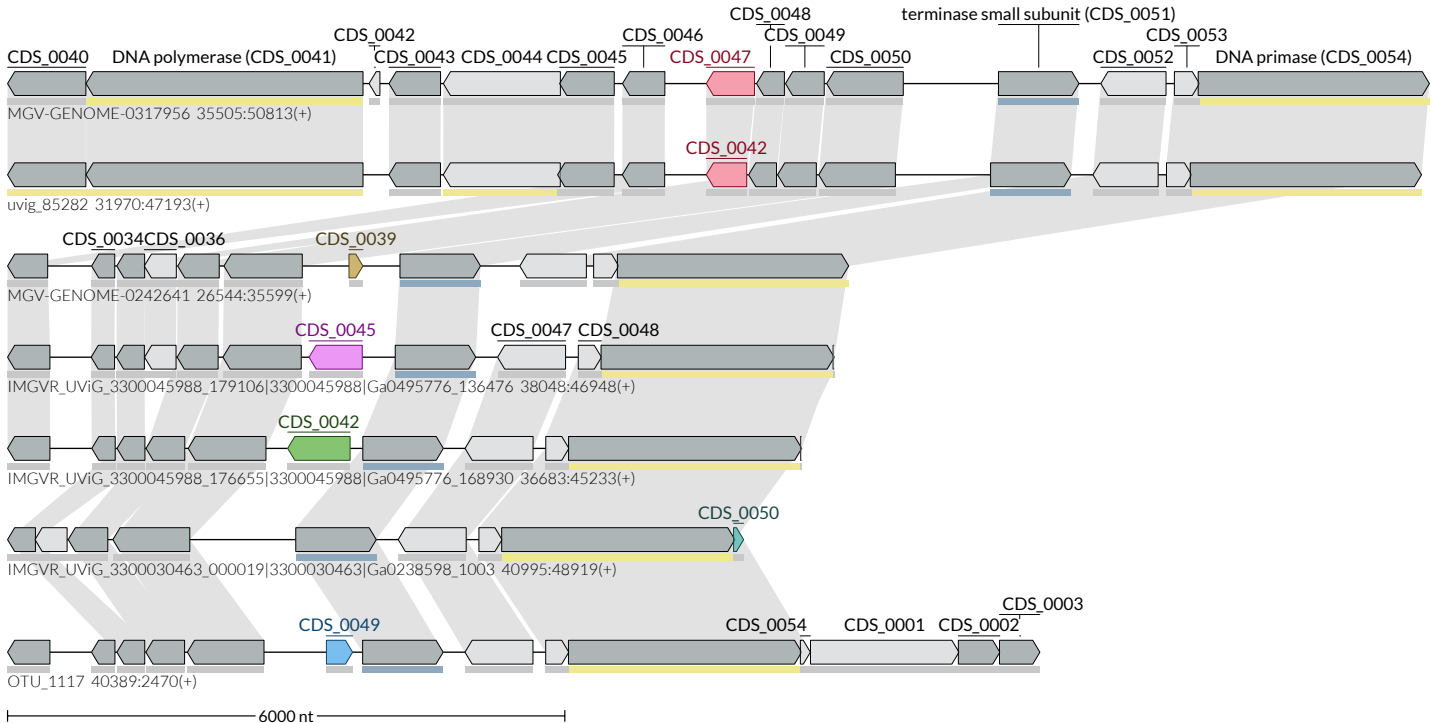 CDS_0048 terminase small subunit (CDS_0051)
CDS_0042 CDS_0046 CDS_0049 CDS_0053
CDS_0040 DNA polymerase (CDS_0041) CDS_0043 CDS_0044 CDS_0045 CDS_0047 CDS_0050 CDS_0052 DNA primase (CDS_0054)
MGV-GENOME-0317956 35505:50813(+)
CDS_0042
uvig_85282 31970:47193(+)
CDS_0034 CDS_0036 CDS_0039
MGV-GENOME-0242641 26544:35599(+)
CDS_0045 CDS_0047 CDS_0048
IMGVR_UViG_3300045988_179106|3300045988|Ga0495776_136476 38048:46948(+)
CDS_0042
IMGVR_UViG_3300045988_176655|3300045988|Ga0495776_168930 36683:45233(+)
CDS_0050
IMGVR_UViG_3300030463_000019|3300030463|Ga0238598_1003 40995:48919(+)
CDS_0003
CDS_0049 CDS_0054 CDS_0001 CDS_0002
OTU_1117 40389:2470(+)
6000 nt